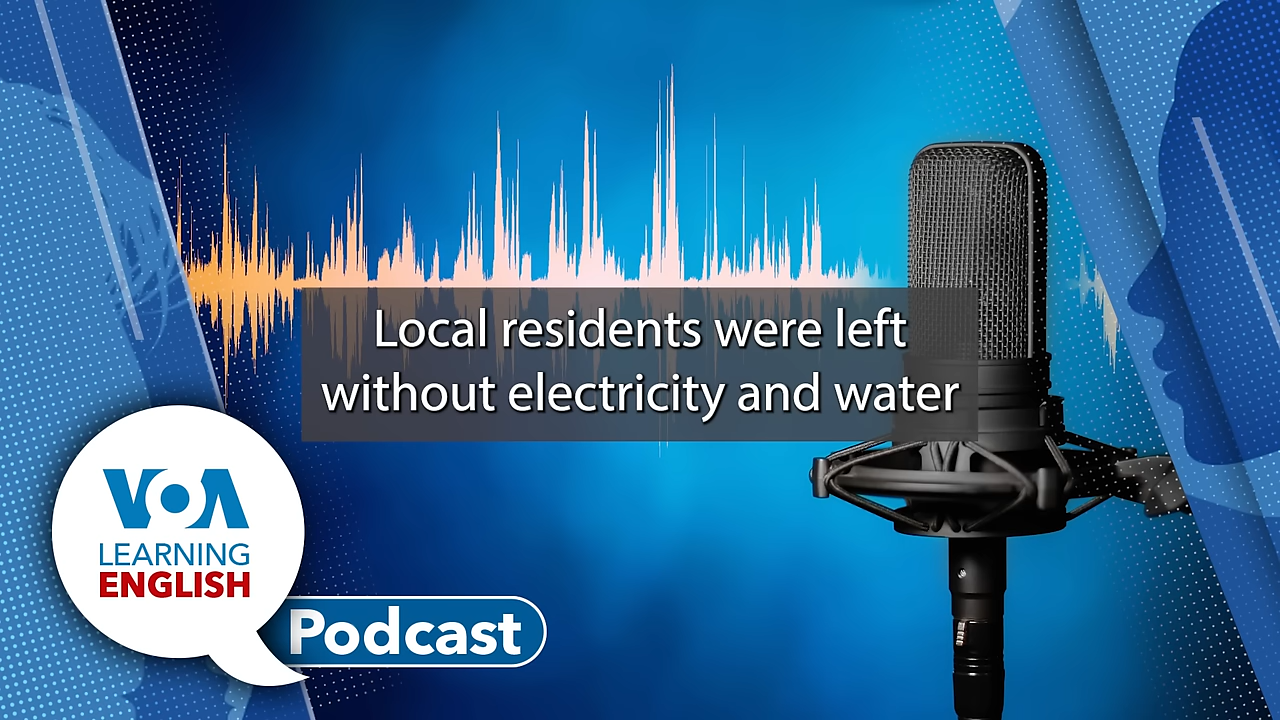 Local residents were left
without electricity and water
VOA
LEARNING
ENGLISH
Podcast